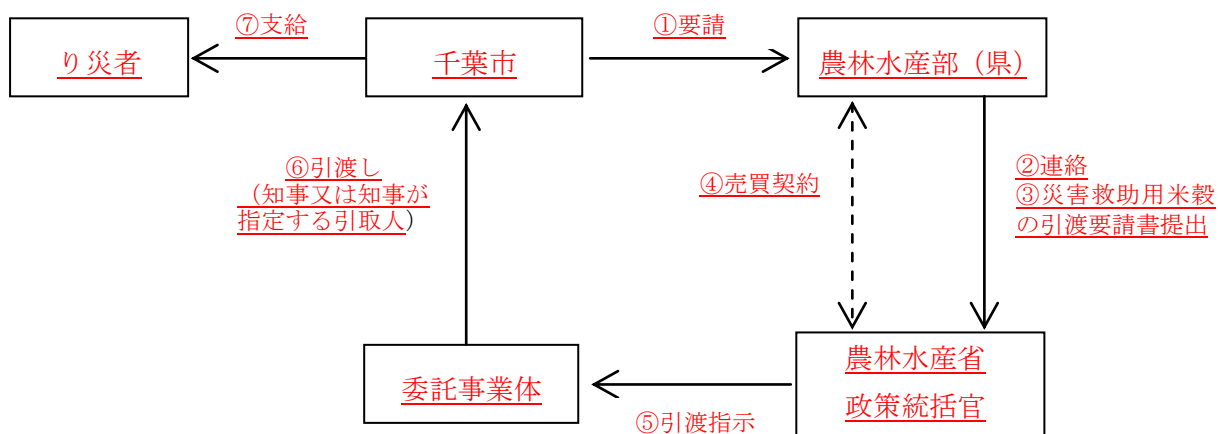 ⑦支給
①要請
り災者
千葉市
農林水産部（県）
⑥引渡し
（知事又は知事が
指定する引取人）
④売買契約
②連絡
③災害救助用米穀
の引渡要請書提出
委託事業体
⑤引渡指示
農林水産省
政策統括官